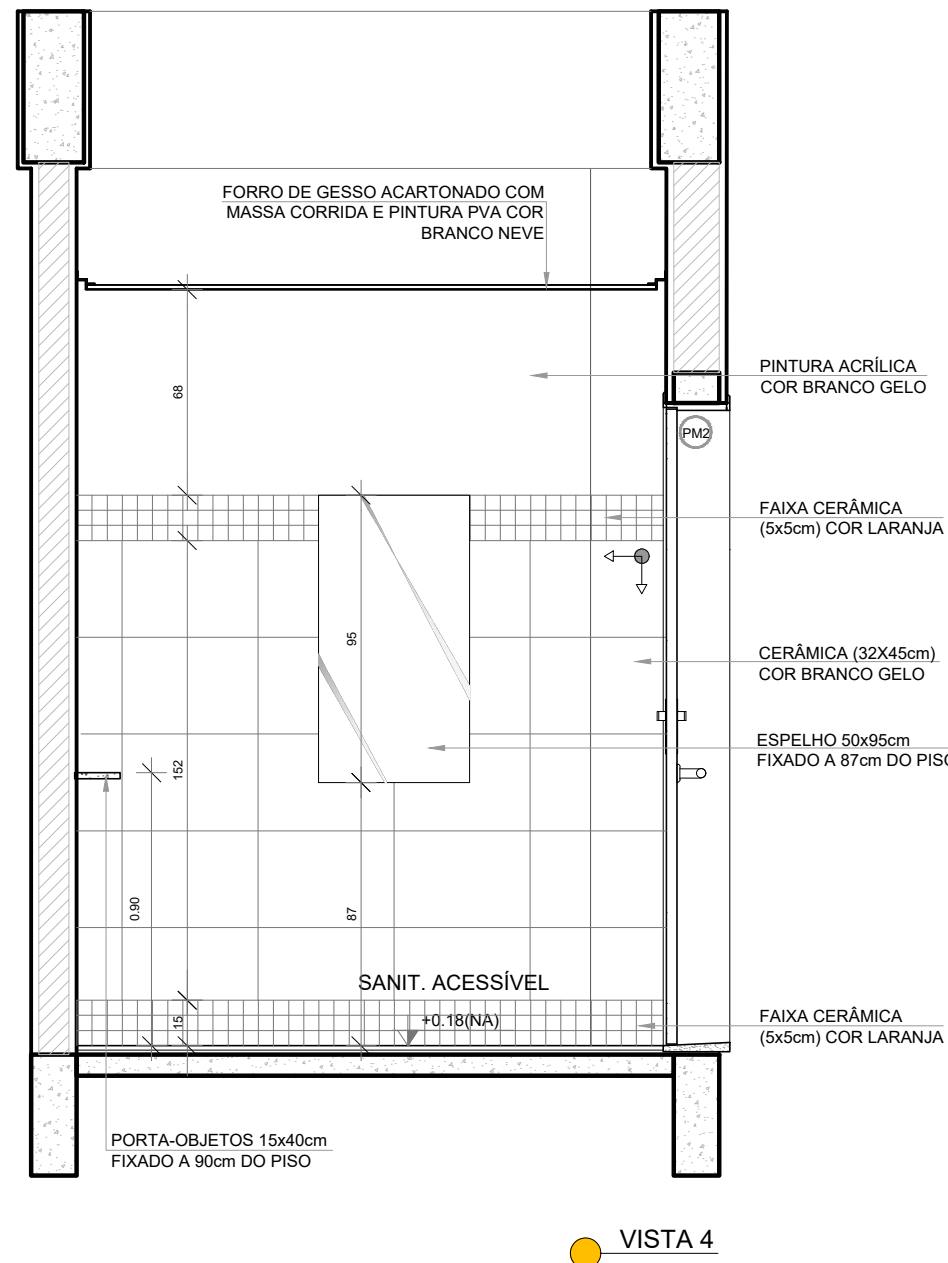 FORRO DE GESSO ACARTONADO COM
MASSA CORRIDA E PINTURA PVA COR
BRANCO NEVE
68
PINTURA ACRÍLICA
COR BRANCO GELO
PM2
FAIXA CERÂMICA
(5x5cm) COR LARANJA
95
CERÂMICA (32X45cm)
COR BRANCO GELO
ESPELHO 50x95cm
FIXADO A 87cm DO PISO
152
0.90
87
SANIT. ACESSÍVEL
15
+0.18(NA)
FAIXA CERÂMICA
(5x5cm) COR LARANJA
PORTA-OBJETOS 15x40cm
FIXADO A 90cm DO PISO
VISTA 4